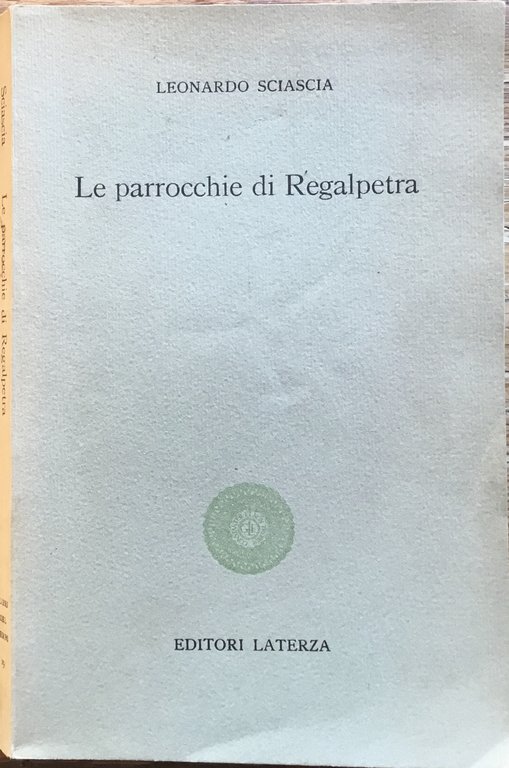 LEONARDO SCIASCIA
Le parrocchie di Regalpetra
EDITORI LATERZA
Sciascia
Le parrocchie di Regalpetra